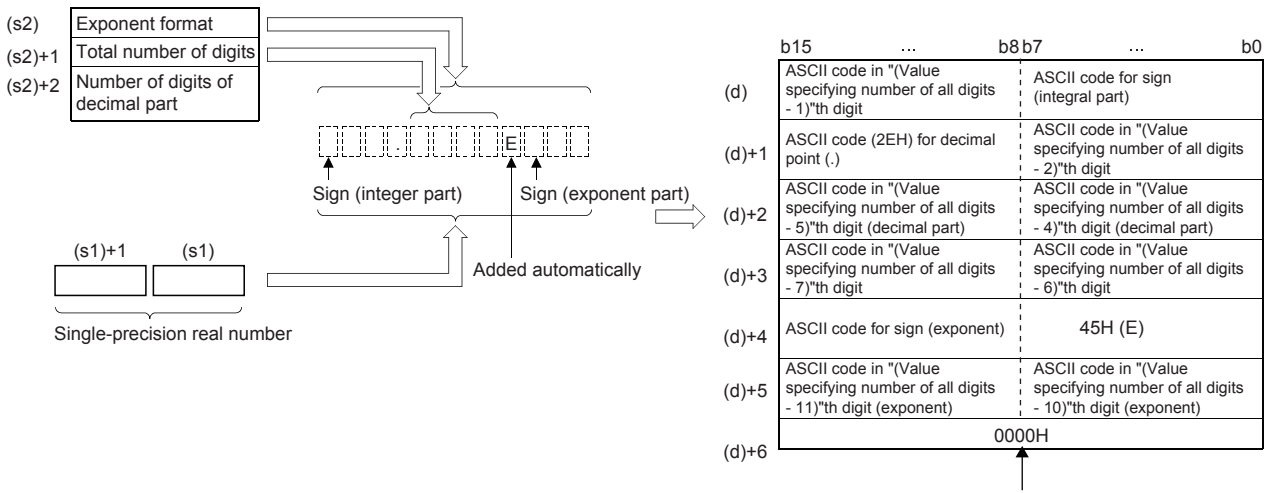 (s2)
Exponent format
(s2)+1
Total number of digits
(s2)+2
Number of digits of
decimal part
.
E
Sign (integer part)
Sign (exponent part)
Added automatically
(s1)+1
(s1)
Single-precision real number
b15
...
b8
b7
...
b0
(d)
ASCII code in "(Value
specifying number of all digits
- 1)"th digit
ASCII code for sign
(integral part)
(d)+1
ASCII code (2EH) for decimal
point (.)
ASCII code in "(Value
specifying number of all digits
- 2)"th digit
(d)+2
ASCII code in "(Value
specifying number of all digits
- 5)"th digit (decimal part)
ASCII code in "(Value
specifying number of all digits
- 4)"th digit (decimal part)
(d)+3
ASCII code in "(Value
specifying number of all digits
- 7)"th digit
ASCII code in "(Value
specifying number of all digits
- 6)"th digit
(d)+4
ASCII code for sign (exponent)
45H (E)
(d)+5
ASCII code in "(Value
specifying number of all digits
- 11)"th digit (exponent)
ASCII code in "(Value
specifying number of all digits
- 10)"th digit (exponent)
(d)+6
0000H